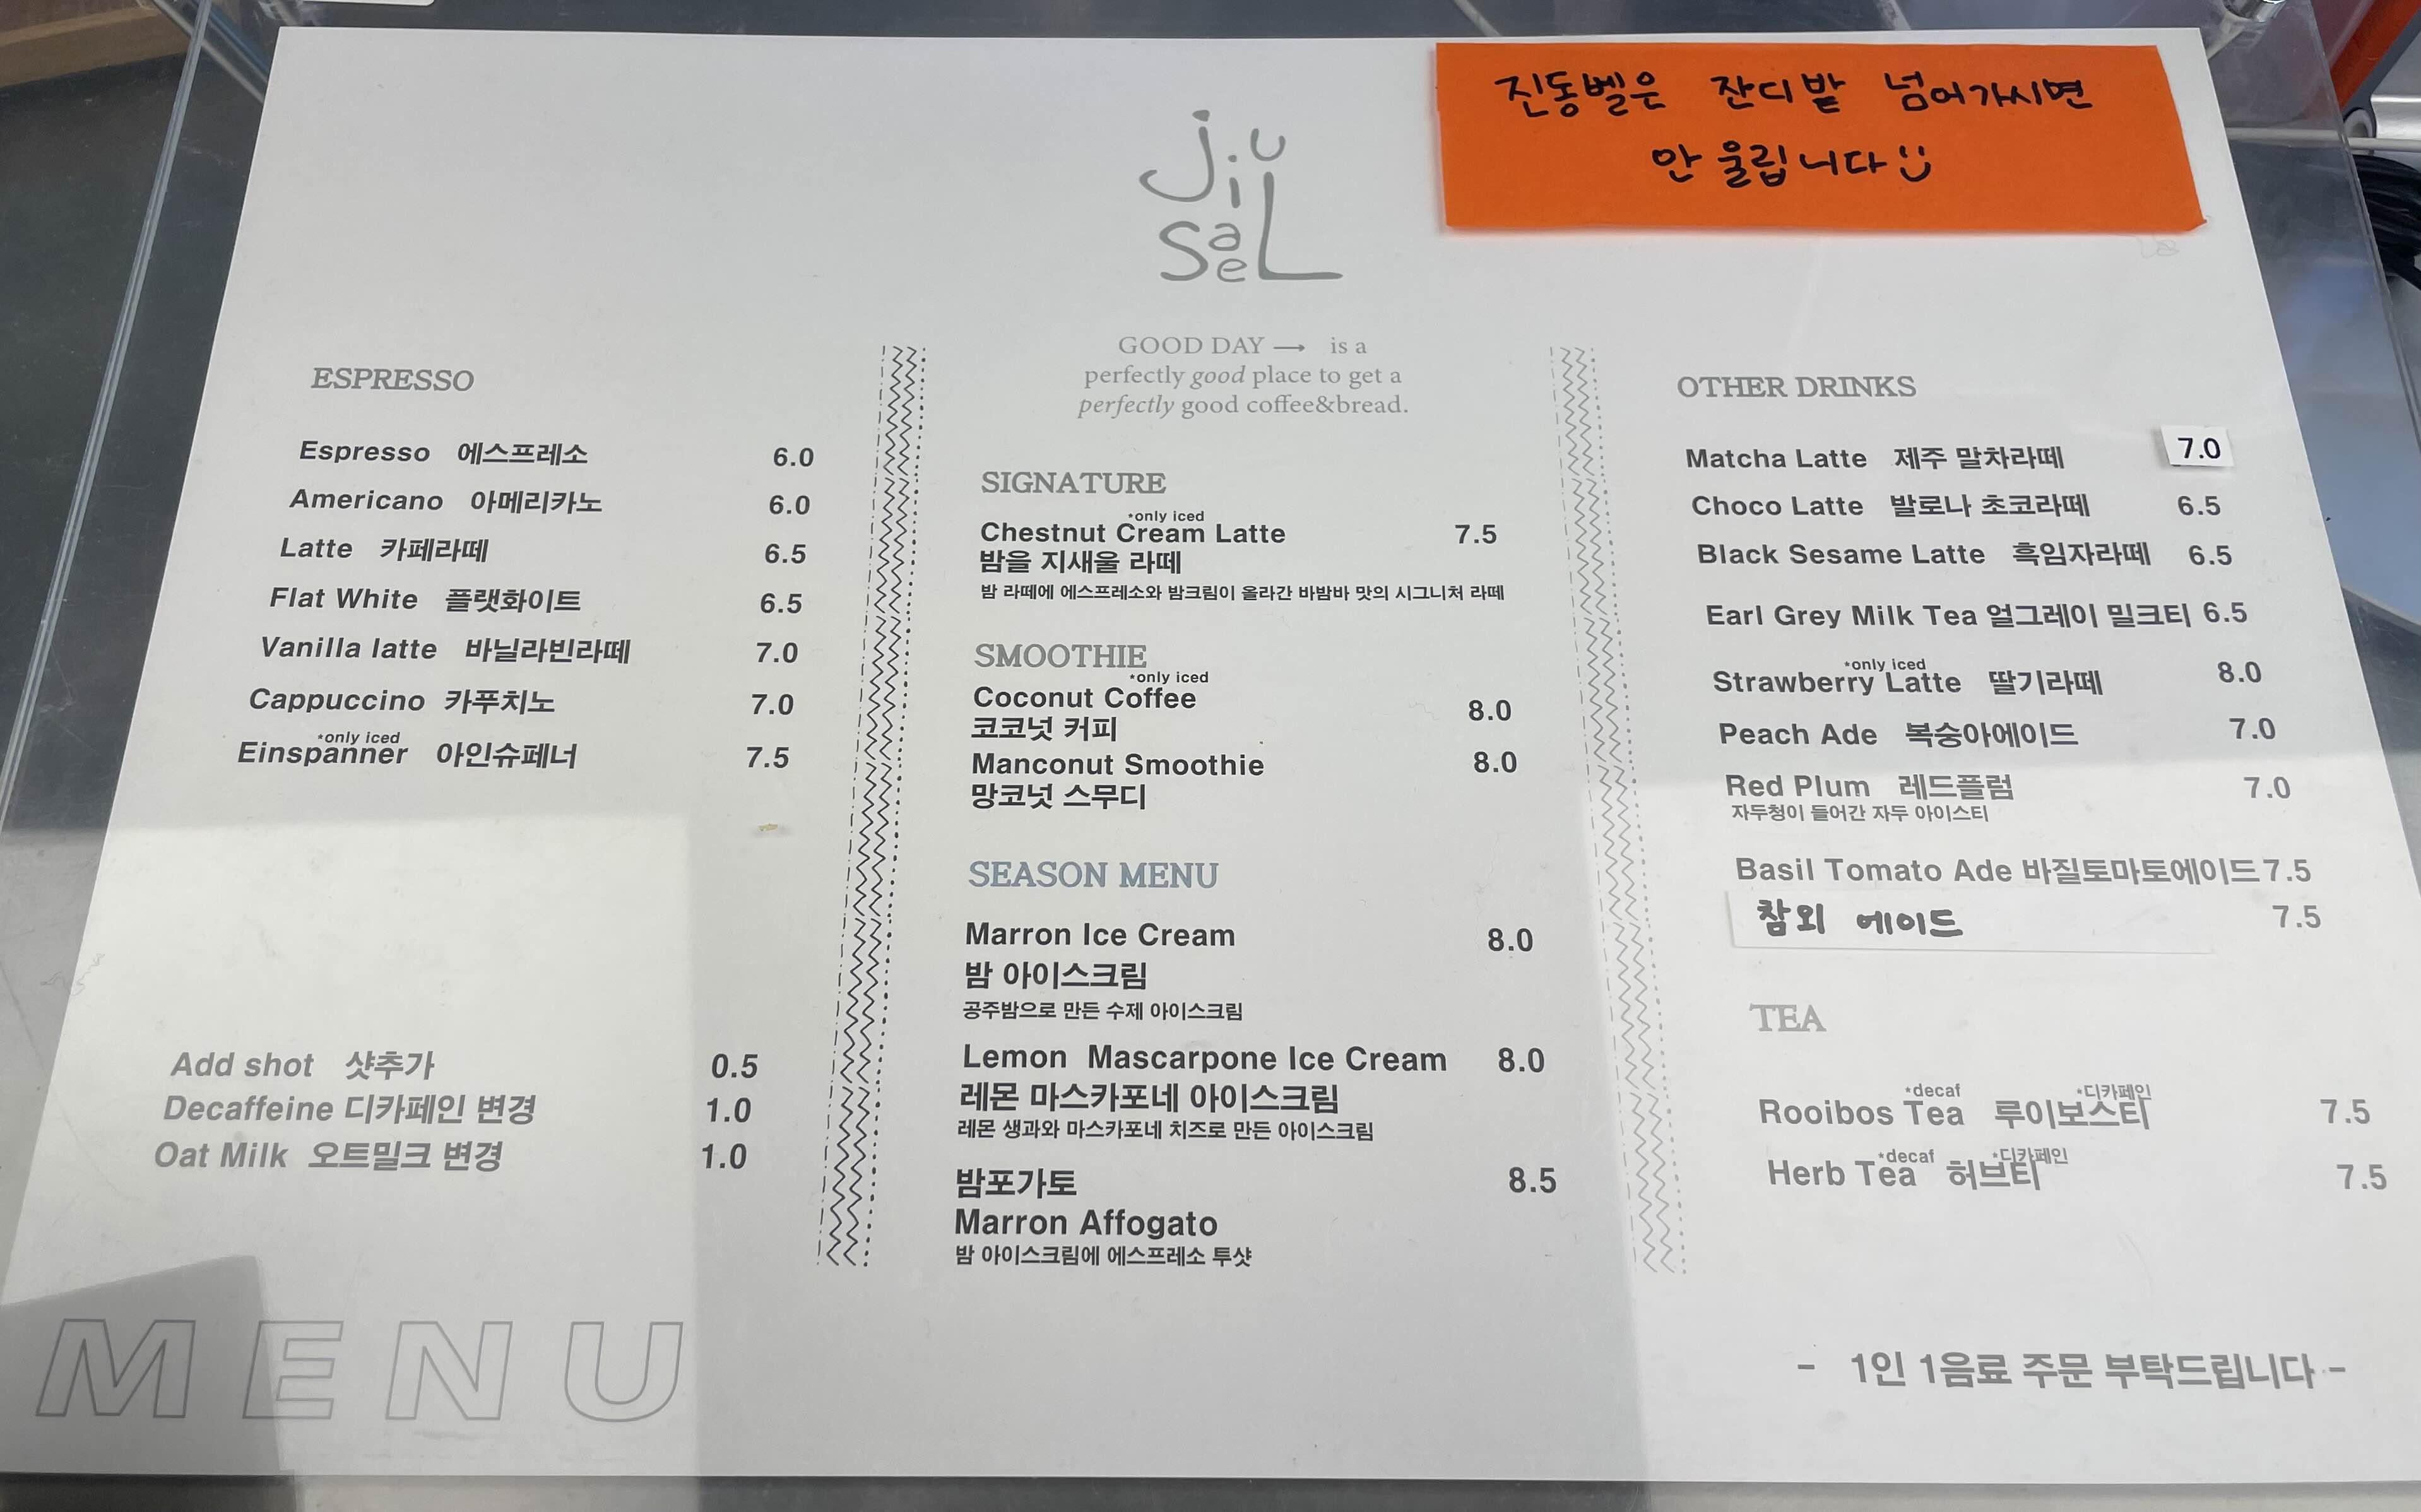 진동벨은 잔디밭 넘어가시면
안 울립니다
jiu
saeL
GOOD DAY → is a
perfectly good place to get a
perfectly good coffee&bread.
ESPRESSO
Espresso 에스프레소 6.0
Americano 아메리카노 6.0
Latte 카페라떼 6.5
Flat White 플랫화이트 6.5
Vanilla latte 바닐라빈라떼 7.0
Cappuccino 카푸치노 7.0
*only iced
Einspanner 아인슈페너 7.5
Add shot 샷추가 0.5
Decaffeine 디카페인 변경 1.0
Oat Milk 오트밀크 변경 1.0
MENU
SIGNATURE
*only iced
Chestnut Cream Latte 7.5
밤을 지새울 라떼
밤 라떼에 에스프레소와 밤크림이 올라간 바밤바 맛의 시그니처 라떼
SMOOTHIE
*only iced
Coconut Coffee 8.0
코코넛 커피
Manconut Smoothie 8.0
망코넛 스무디
SEASON MENU
Marron Ice Cream 8.0
밤 아이스크림
공주밤으로 만든 수제 아이스크림
Lemon Mascarpone Ice Cream 8.0
레몬 마스카포네 아이스크림
레몬 생과와 마스카포네 치즈로 만든 아이스크림
밤포가토 8.5
Marron Affogato
밤 아이스크림에 에스프레소 투샷
OTHER DRINKS
Matcha Latte 제주 말차라떼 7.0
Choco Latte 발로나 초코라떼 6.5
Black Sesame Latte 흑임자라떼 6.5
Earl Grey Milk Tea 얼그레이 밀크티 6.5
*only iced
Strawberry Latte 딸기라떼 8.0
Peach Ade 복숭아에이드 7.0
Red Plum 레드플럼 7.0
자두청이 들어간 자두 아이스티
Basil Tomato Ade 바질토마토에이드 7.5
참외 에이드 7.5
TEA
*decaf *디카페인
Rooibos Tea 루이보스티 7.5
*decaf *디카페인
Herb Tea 허브티 7.5
- 1인 1음료 주문 부탁드립니다 -